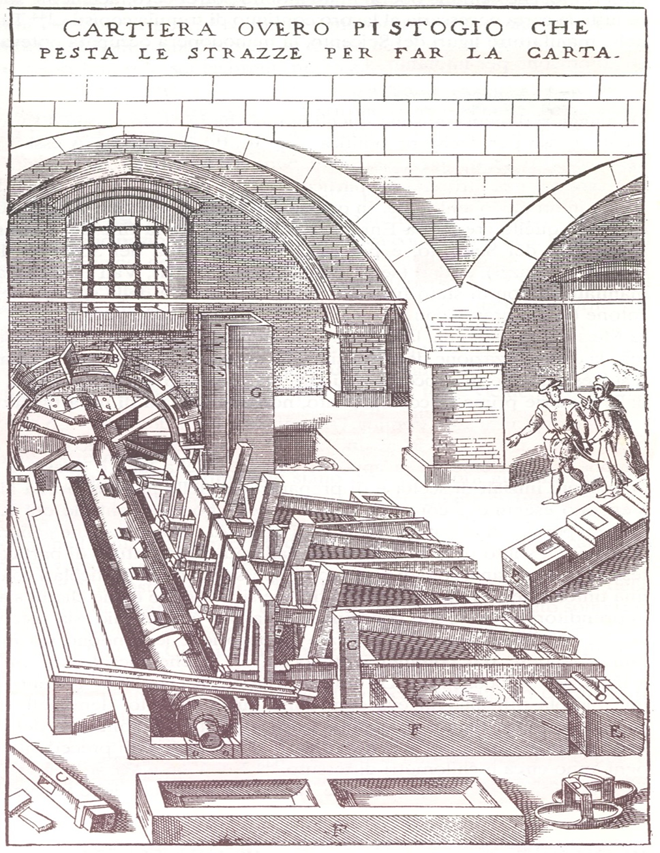 CARTIERA OVERO PISTOGIO CHE
PESTA LE STRAZZE PER FAR LA CARTA.
G
C
F
E
C
F